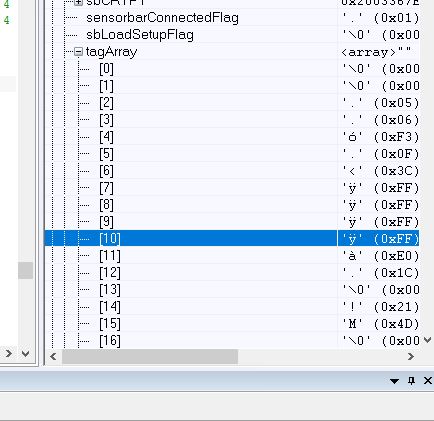 sensorbarConnectedFlag '.' (0x01)
sbLoadSetupFlag '\0' (0x00
tagArray <array>""
[0] '\0' (0x00
[1] '\0' (0x00
[2] '.' (0x05)
[3] '.' (0x06)
[4] 'ó' (0xF3)
[5] '.' (0x0F)
[6] '<' (0x3C)
[7] 'ÿ' (0xFF)
[8] 'ÿ' (0xFF)
[9] 'ÿ' (0xFF)
[10] 'ÿ' (0xFF)
[11] 'à' (0xE0)
[12] '.' (0x1C)
[13] '\0' (0x00
[14] '!' (0x21)
[15] 'M' (0x4D)
[16] '\0' (0x00